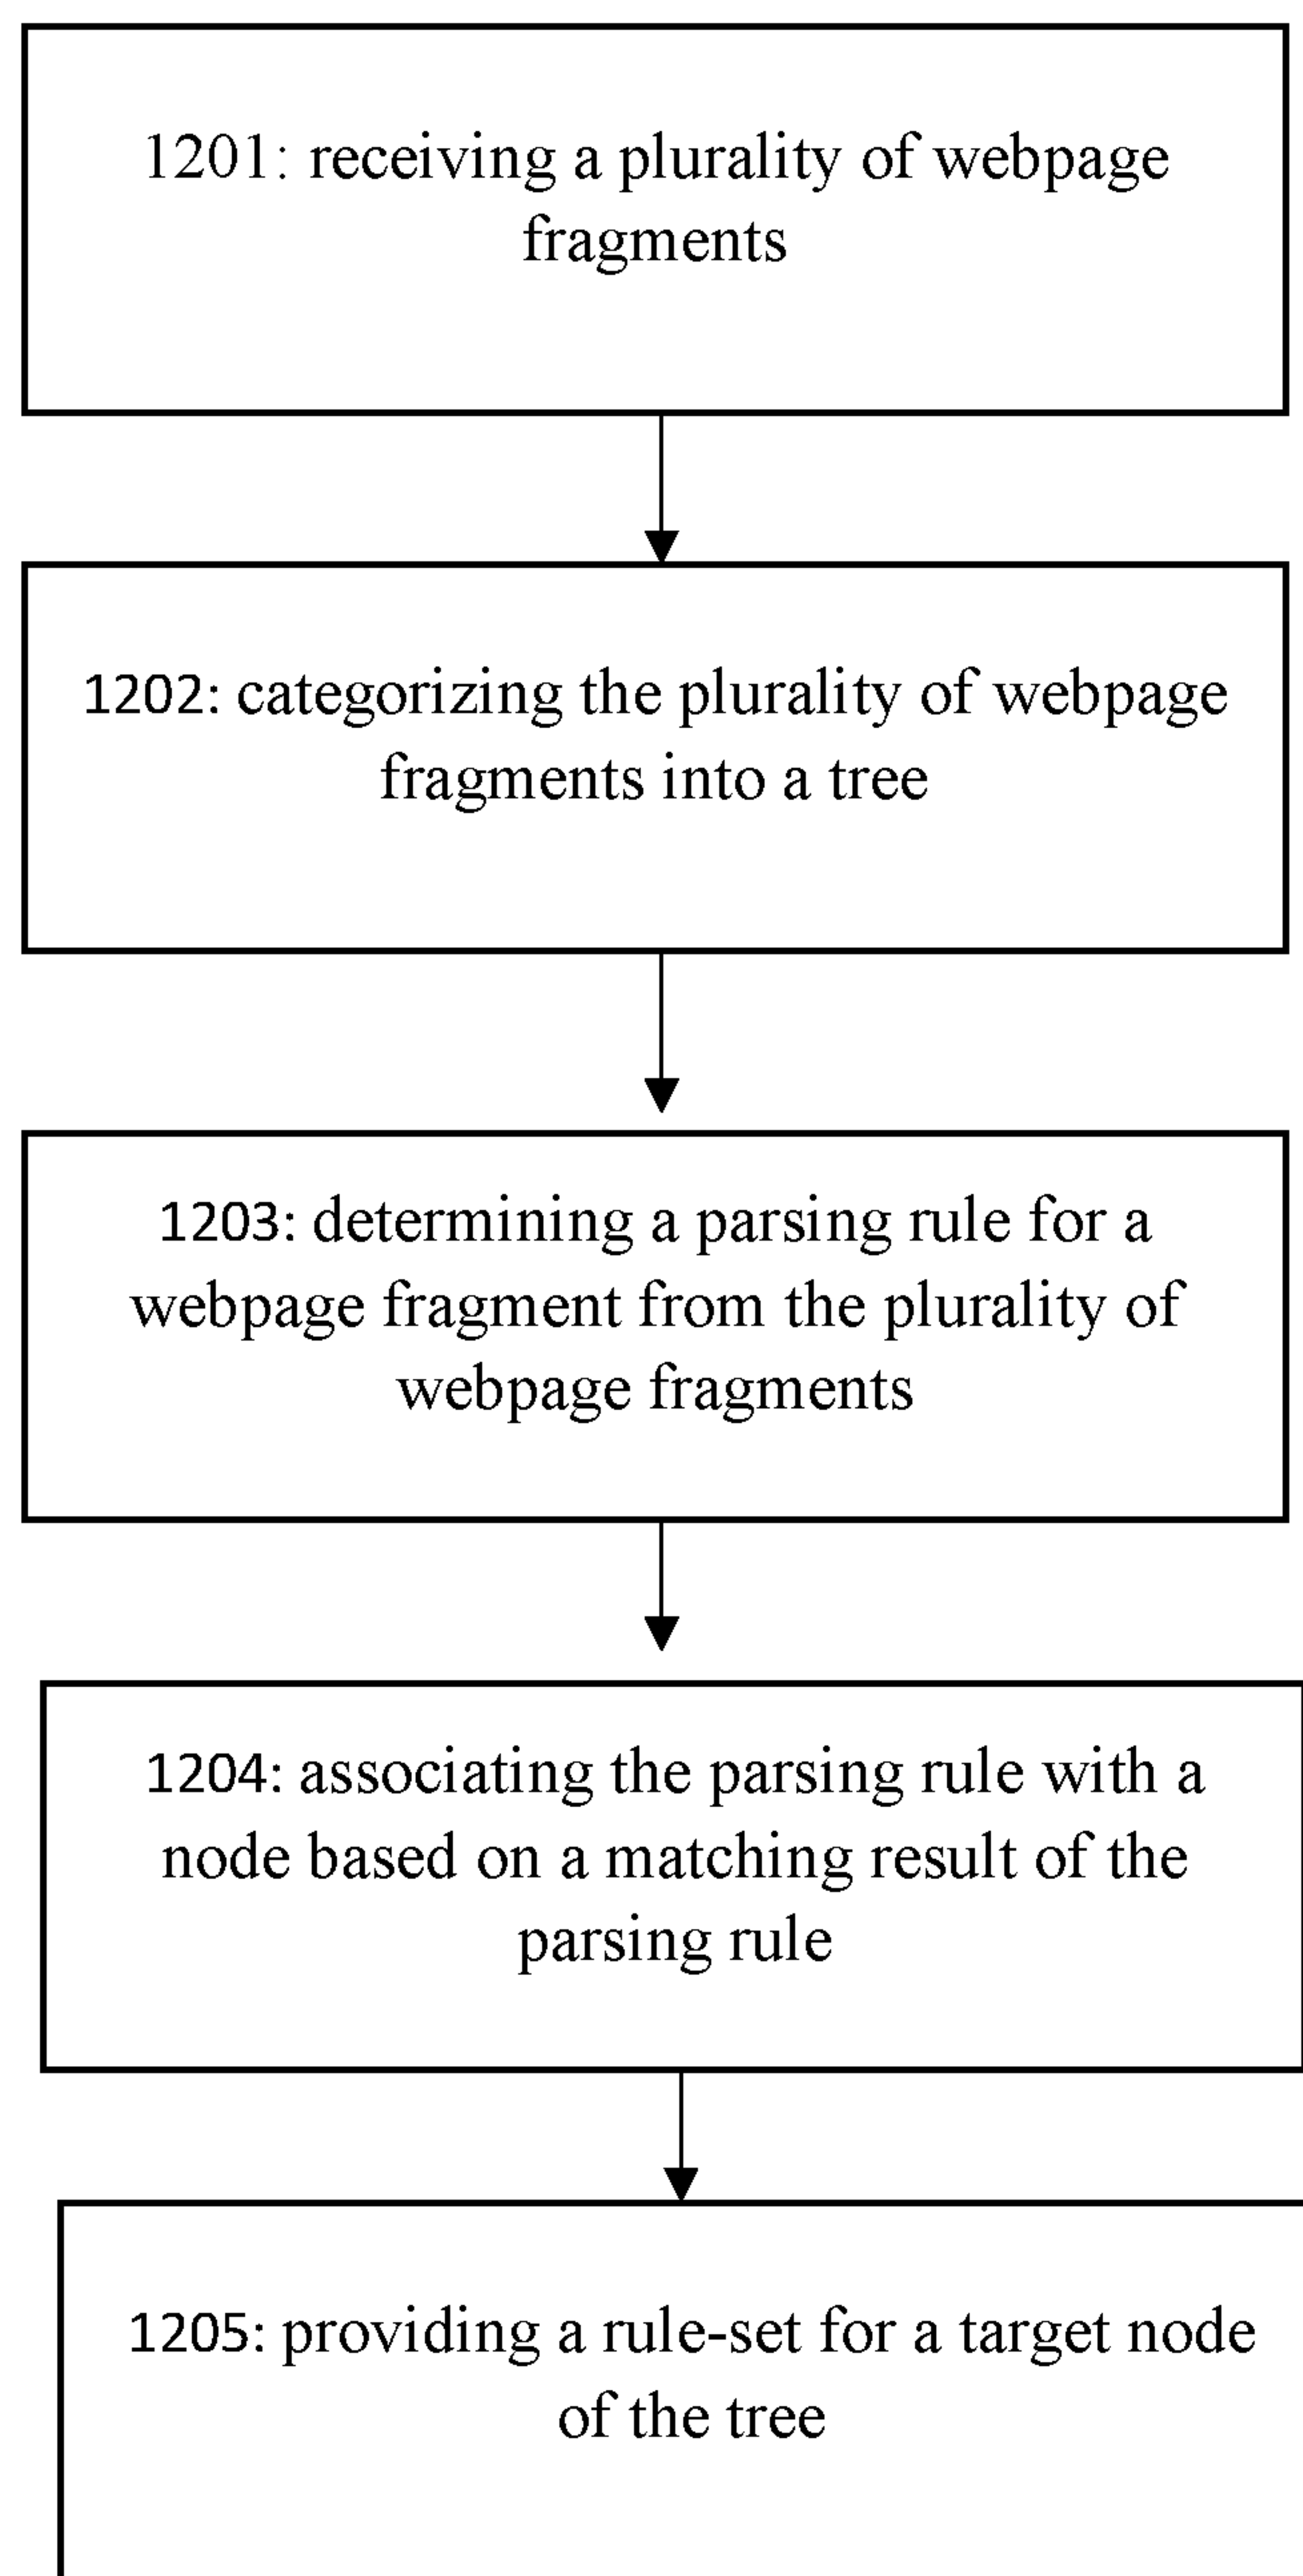 1201: receiving a plurality of webpage
fragments
1202: categorizing the plurality of webpage
fragments into a tree
1203: determining a parsing rule for a
webpage fragment from the plurality of
webpage fragments
1204: associating the parsing rule with a
node based on a matching result of the
parsing rule
1205: providing a rule-set for a target node
of the tree